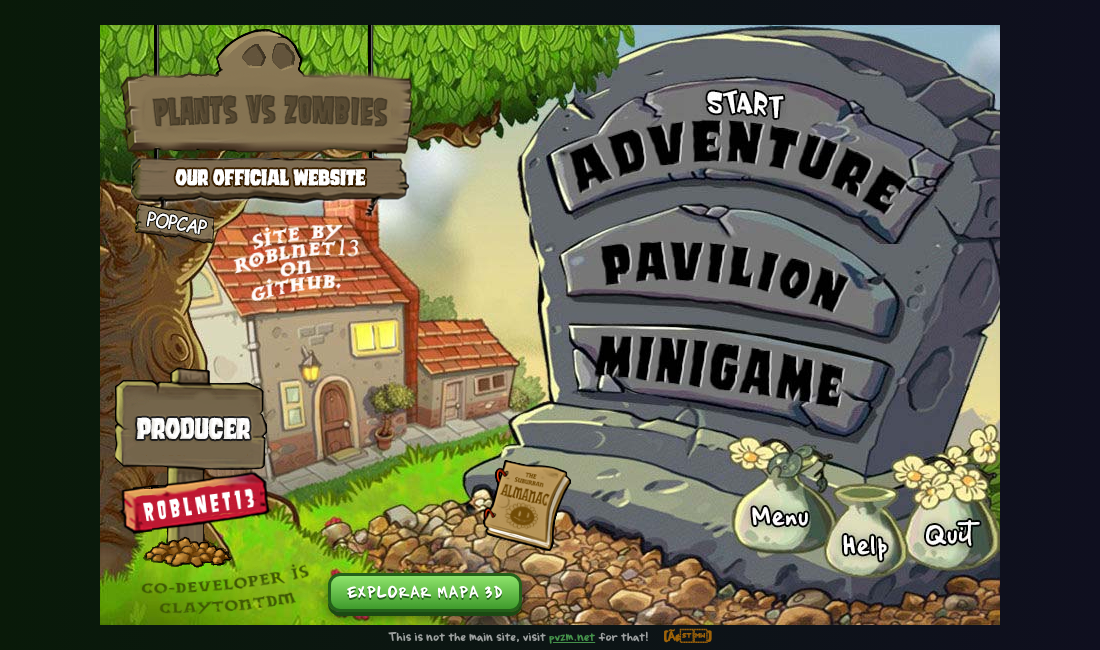 PLANTS VS ZOMBIES
OUR OFFICIAL WEBSITE
POPCAP
SITE BY
ROBLNET13
ON
GITHUB.
START
ADVENTURE
PAVILION
MINIGAME
PRODUCER
ROBLNET13
CO-DEVELOPER IS
CLAYTONTDM
THE
SUBURBAN
ALMANAC
Menu
Help
Quit
EXPLORAR MAPA 3D
This is not the main site, visit pvzm.net for that!